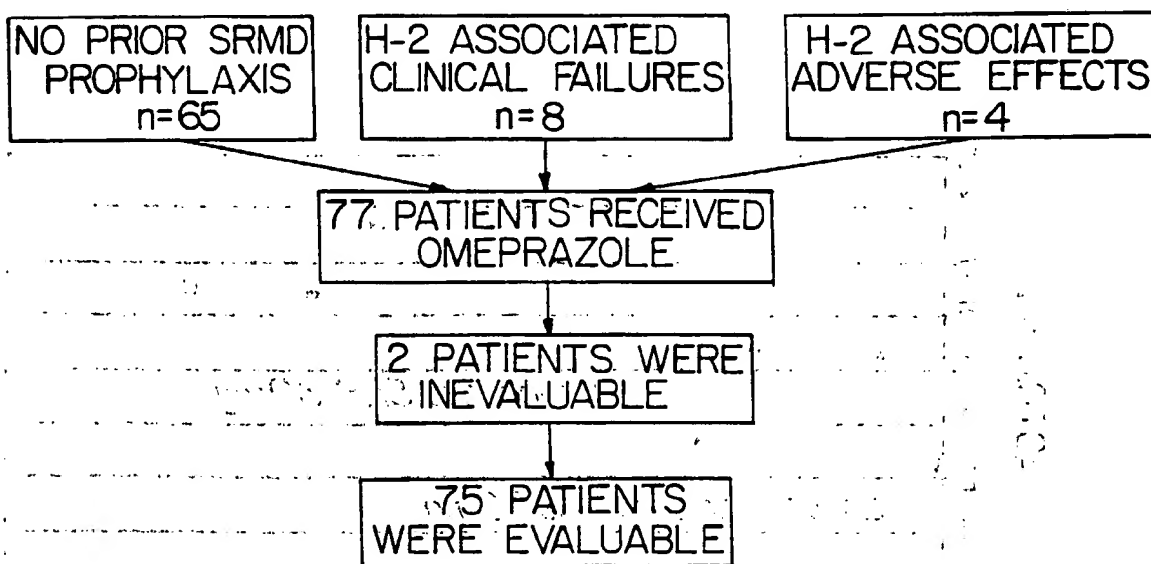 NO PRIOR SRMD
PROPHYLAXIS
n=65
H-2 ASSOCIATED
CLINICAL FAILURES
n=8
H-2 ASSOCIATED
ADVERSE EFFECTS
n=4
77 PATIENTS RECEIVED
OMEPRAZOLE
2 PATIENTS WERE
INEVALUABLE
75 PATIENTS
WERE EVALUABLE